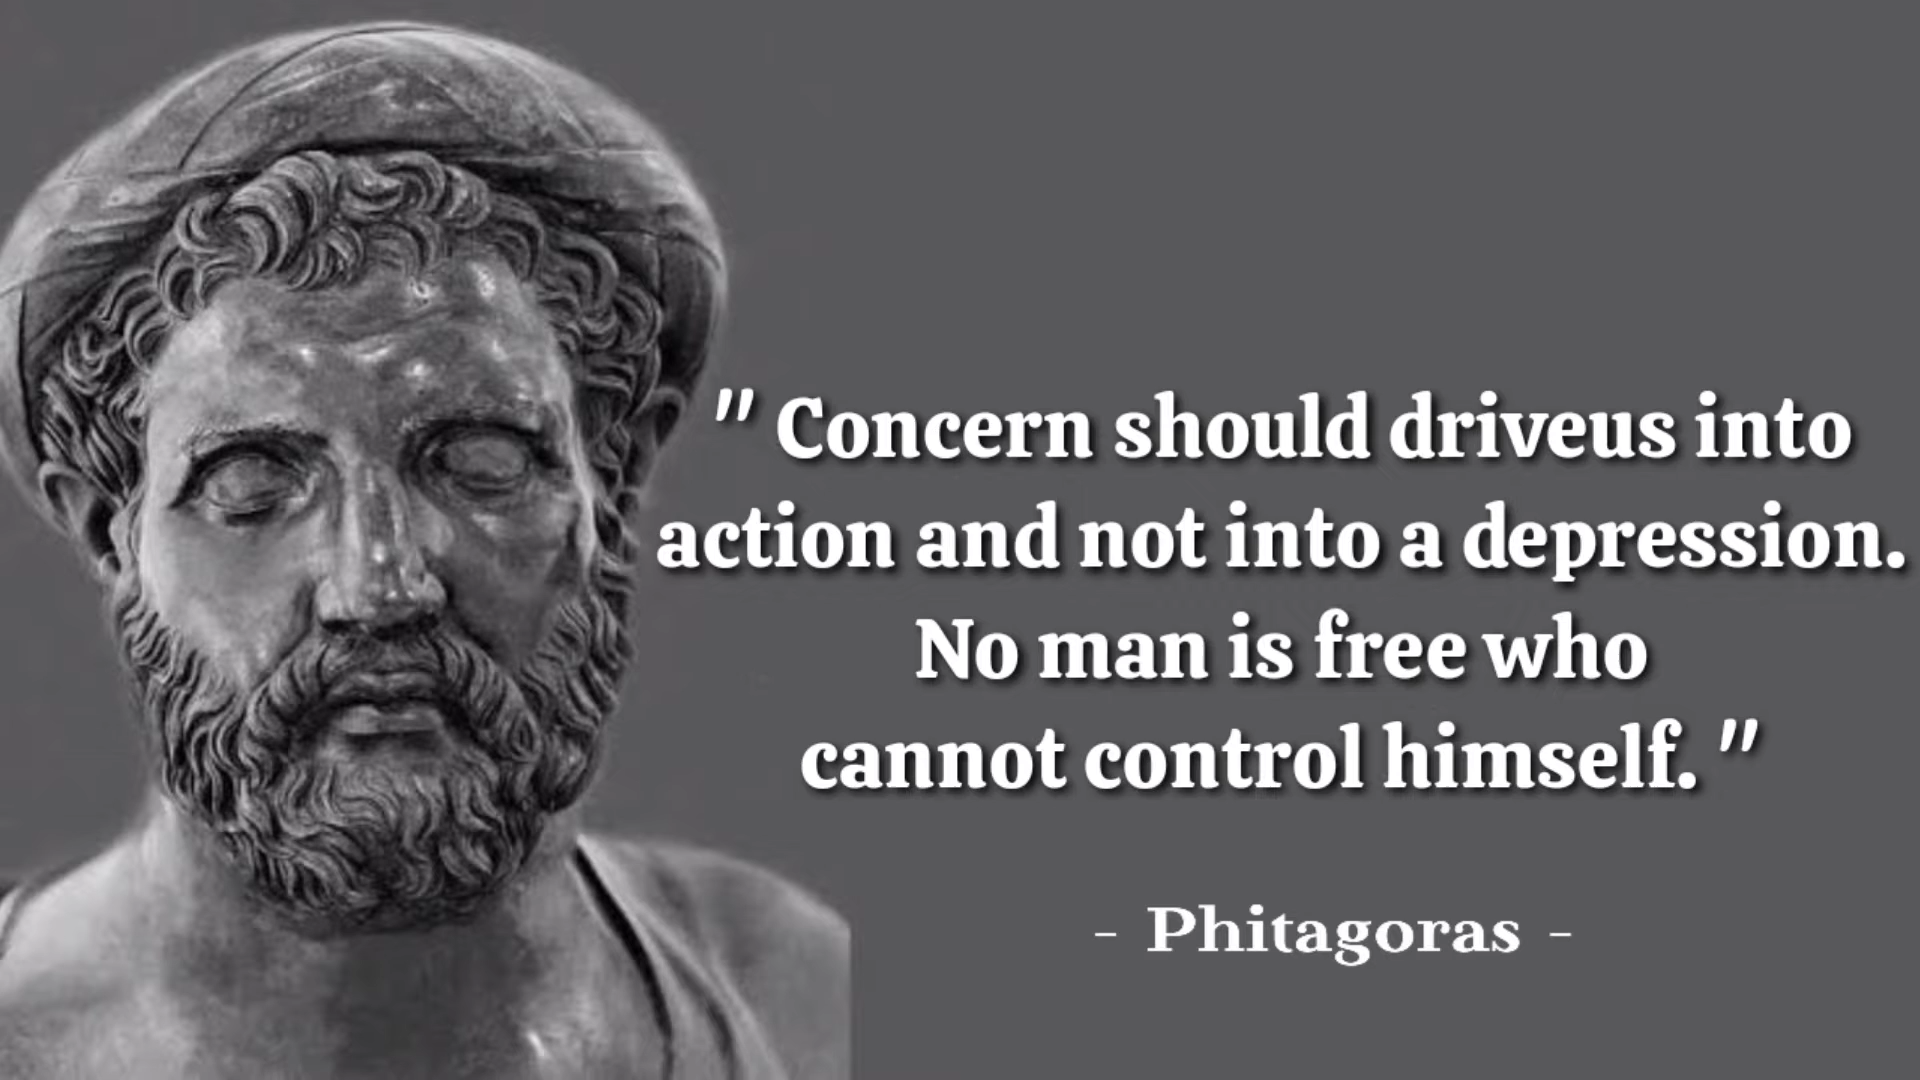 " Concern should driveus into
action and not into a depression.
No man is free who
cannot control himself. "
- Phitagoras -